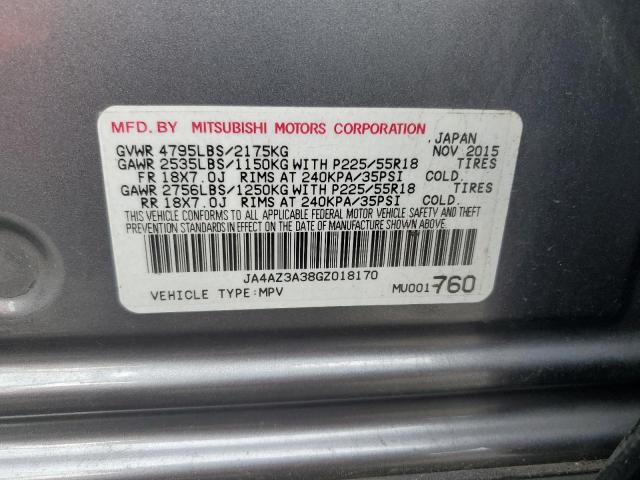 MFD. BY MITSUBISHI MOTORS CORPORATION JAPAN
GVWR 4795LBS/2175KG NOV 2015
GAWR 2535LBS/1150KG WITH P225/55R18 TIRES
FR 18X7.0J RIMS AT 240KPA/35PSI COLD.
GAWR 2756LBS/1250KG WITH P225/55R18 TIRES
RR 18X7.0J RIMS AT 240KPA/35PSI COLD.
THIS VEHICLE CONFORMS TO ALL APPLICABLE FEDERAL MOTOR VEHICLE SAFETY AND THEFT
PREVENTION STANDARDS IN EFFECT ON THE DATE OF MANUFACTURE SHOWN ABOVE.
JA4AZ3A38GZ018170
VEHICLE TYPE:MPV MU001-760